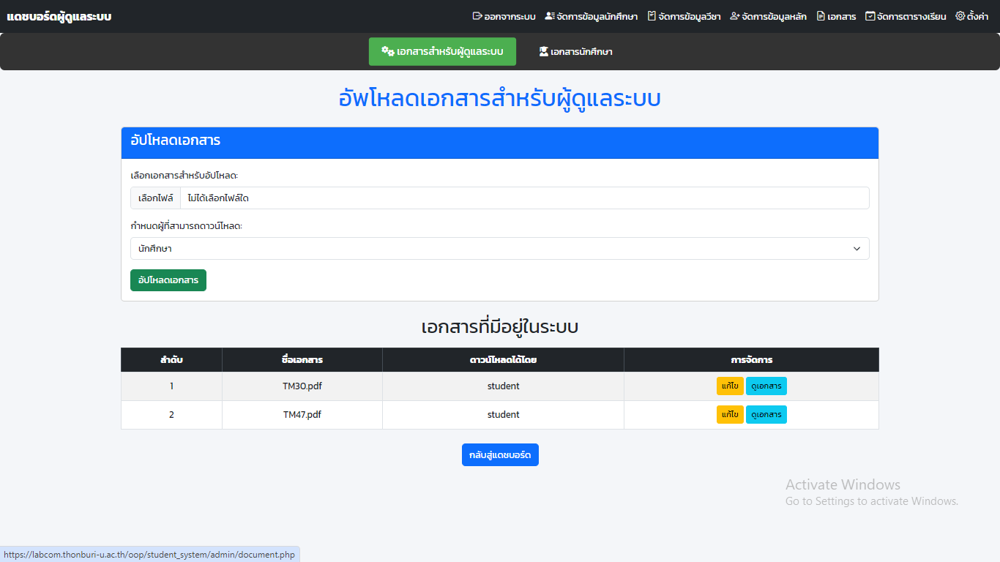 แดชบอร์ดผู้ดูแลระบบ ออกจากระบบ จัดการข้อมูลนักศึกษา จัดการข้อมูลวิชา จัดการข้อมูลหลัก เอกสาร จัดการตารางเรียน ตั้งค่า
เอกสารสำหรับผู้ดูแลระบบ เอกสารนักศึกษา
อัพโหลดเอกสารสำหรับผู้ดูแลระบบ
อัปโหลดเอกสาร
เลือกเอกสารสำหรับอัปโหลด:
เลือกไฟล์ ไม่ได้เลือกไฟล์ใด
กำหนดผู้ที่สามารถดาวน์โหลด:
นักศึกษา
อัปโหลดเอกสาร
เอกสารที่มีอยู่ในระบบ
ลำดับ ชื่อเอกสาร ดาวน์โหลดได้โดย การจัดการ
1 TM30.pdf student แก้ไข ดูเอกสาร
2 TM47.pdf student แก้ไข ดูเอกสาร
กลับสู่แดชบอร์ด
Activate Windows
Go to Settings to activate Windows.
https://labcom.thonburi-u.ac.th/oop/student_system/admin/document.php